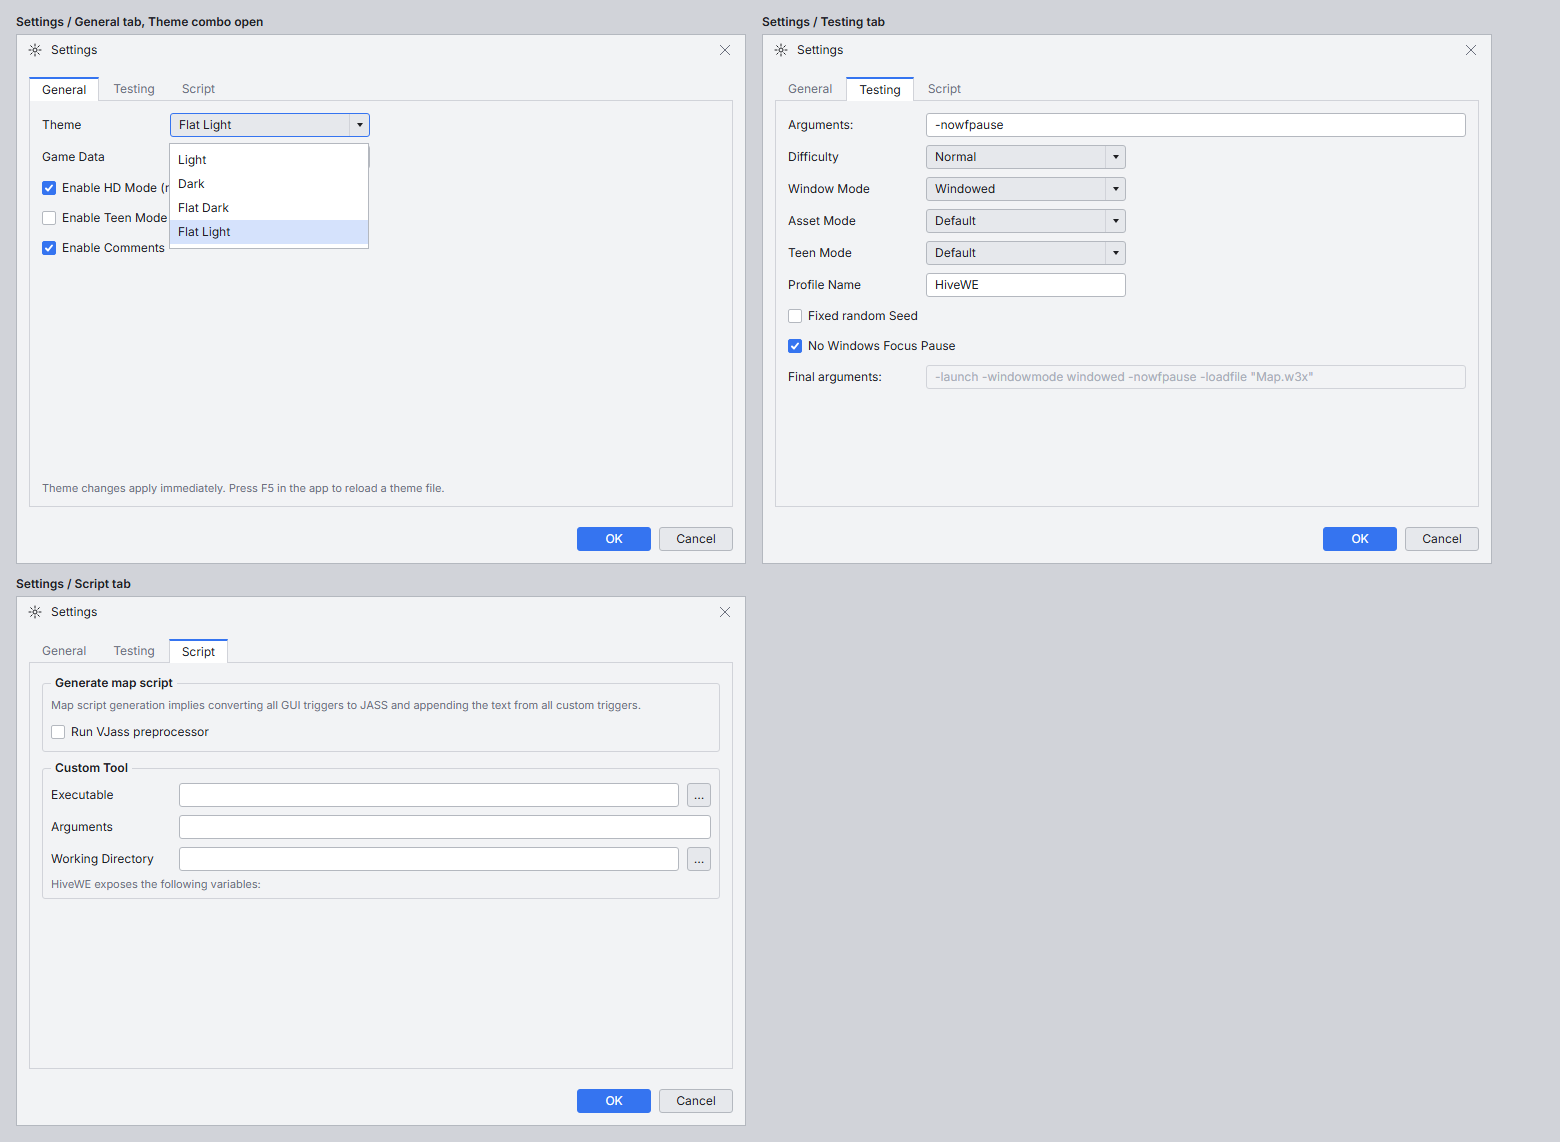 Settings / General tab, Theme combo open
Settings
General Testing Script
Theme Flat Light
Game Data
Light
Dark
Flat Dark
Flat Light
Enable HD Mode (r
Enable Teen Mode
Enable Comments
Theme changes apply immediately. Press F5 in the app to reload a theme file.
OK Cancel
Settings / Testing tab
Settings
General Testing Script
Arguments: -nowfpause
Difficulty Normal
Window Mode Windowed
Asset Mode Default
Teen Mode Default
Profile Name HiveWE
Fixed random Seed
No Windows Focus Pause
Final arguments: -launch -windowmode windowed -nowfpause -loadfile "Map.w3x"
OK Cancel
Settings / Script tab
Settings
General Testing Script
Generate map script
Map script generation implies converting all GUI triggers to JASS and appending the text from all custom triggers.
Run VJass preprocessor
Custom Tool
Executable ...
Arguments
Working Directory ...
HiveWE exposes the following variables:
OK Cancel